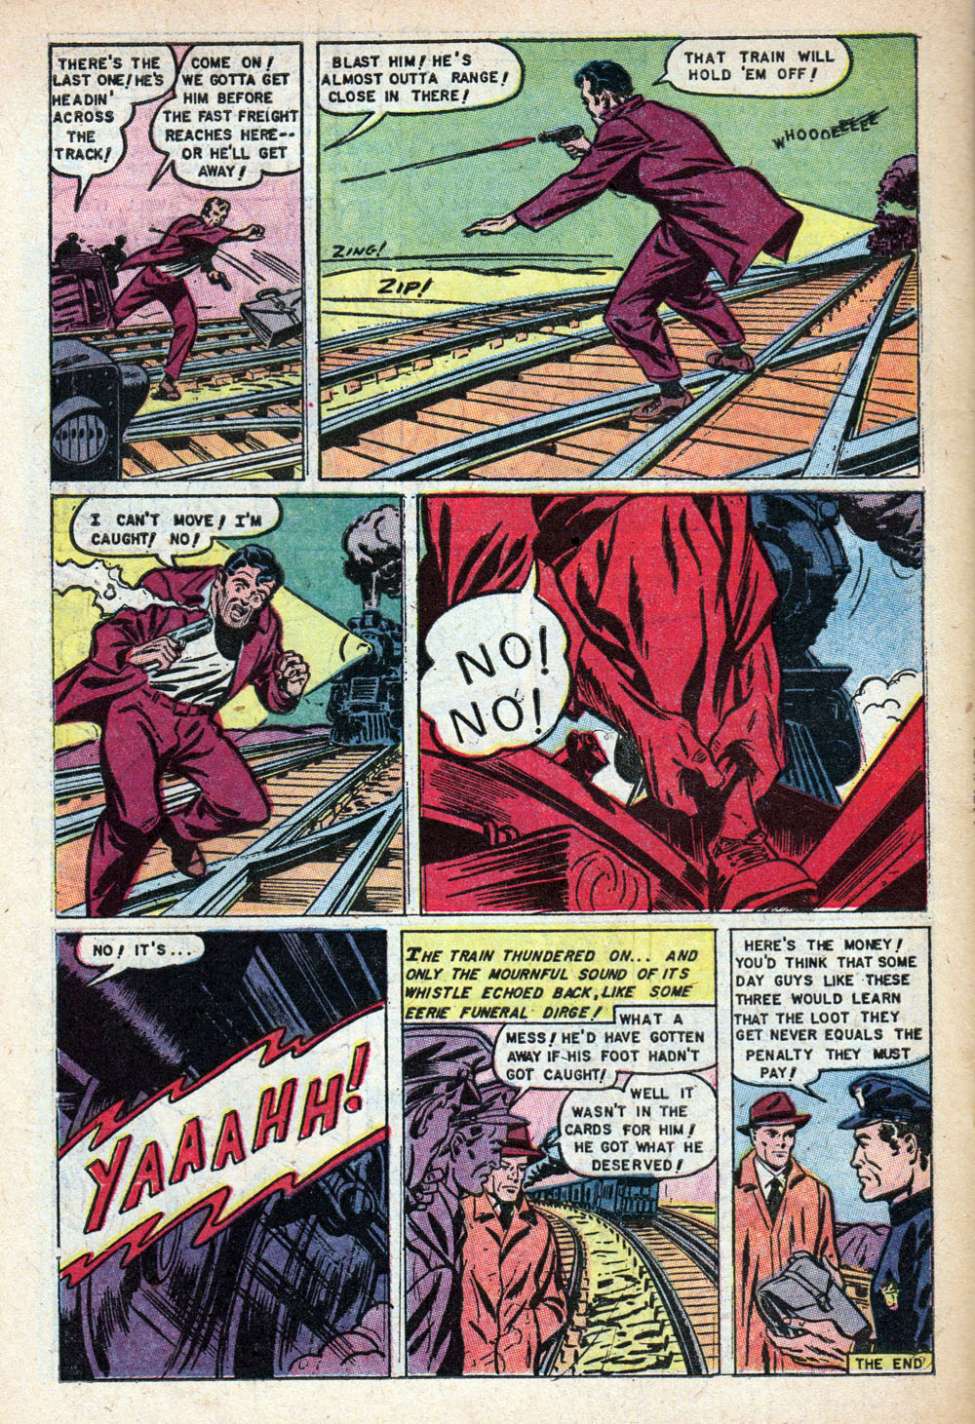 THERE'S THE
LAST ONE! HE'S
HEADIN'
ACROSS
THE
TRACK!
COME ON!
WE GOTTA GET
HIM BEFORE
THE FAST FREIGHT
REACHES HERE--
OR HE'LL GET
AWAY!
BLAST HIM! HE'S
ALMOST OUTTA RANGE!
CLOSE IN THERE!
THAT TRAIN WILL
HOLD 'EM OFF!
WHOOOEEEEEE
ZING!
ZIP!
I CAN'T MOVE! I'M
CAUGHT! NO!
NO!
NO!
NO! IT'S...
YAAAHH!
THE TRAIN THUNDERED ON... AND
ONLY THE MOURNFUL SOUND OF ITS
WHISTLE ECHOED BACK, LIKE SOME
EERIE FUNERAL DIRGE!
WHAT A
MESS! HE'D HAVE GOTTEN
AWAY IF HIS FOOT HADN'T
GOT CAUGHT!
WELL IT
WASN'T IN THE
CARDS FOR HIM!
HE GOT WHAT HE
DESERVED!
HERE'S THE MONEY!
YOU'D THINK THAT SOME
DAY GUYS LIKE THESE
THREE WOULD LEARN
THAT THE LOOT THEY
GET NEVER EQUALS THE
PENALTY THEY MUST
PAY!
THE END